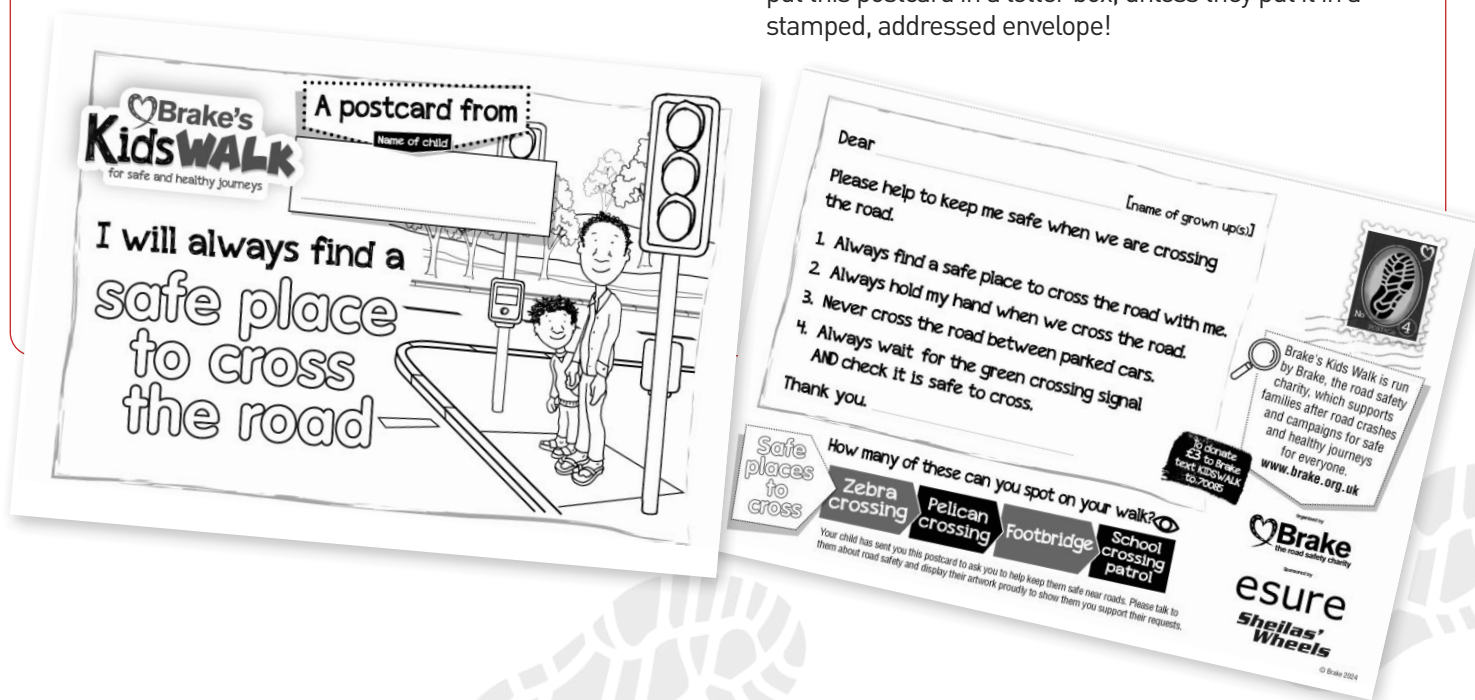 put this postcard in a letter box, unless they put it in a
stamped, addressed envelope!
Brake's
KidsWALK
for safe and healthy journeys
A postcard from
Name of child
I will always find a
safe place
to cross
the road
Dear
[name of grown up(s)]
Please help to keep me safe when we are crossing
the road.
1. Always find a safe place to cross the road with me.
2. Always hold my hand when we cross the road.
3. Never cross the road between parked cars.
4. Always wait for the green crossing signal
AND check it is safe to cross.
Thank you.
No
4
Brake's Kids Walk is run
by Brake, the road safety
charity, which supports
families after road crashes
and campaigns for safe
and healthy journeys
for everyone.
www.brake.org.uk
To donate
£3 to Brake
text KIDSWALK
to 70085
Safe
places
to
cross
How many of these can you spot on your walk?
Zebra
crossing
Pelican
crossing
Footbridge
School
crossing
patrol
Your child has sent you this postcard to ask you to help keep them safe near roads. Please talk to
them about road safety and display their artwork proudly to show them you support their requests.
Organised by
Brake
the road safety charity
Sponsored by
esure
Sheilas'
Wheels
© Brake 2024